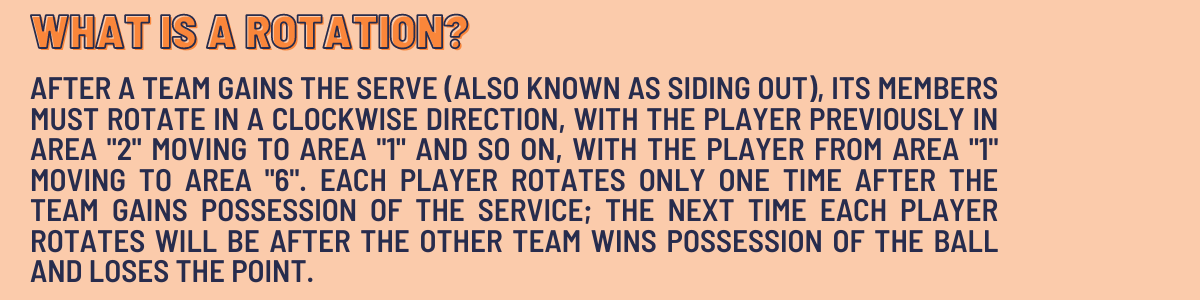 WHAT IS A ROTATION?
AFTER A TEAM GAINS THE SERVE (ALSO KNOWN AS SIDING OUT), ITS MEMBERS
MUST ROTATE IN A CLOCKWISE DIRECTION, WITH THE PLAYER PREVIOUSLY IN
AREA "2" MOVING TO AREA "1" AND SO ON, WITH THE PLAYER FROM AREA "1"
MOVING TO AREA "6". EACH PLAYER ROTATES ONLY ONE TIME AFTER THE
TEAM GAINS POSSESSION OF THE SERVICE; THE NEXT TIME EACH PLAYER
ROTATES WILL BE AFTER THE OTHER TEAM WINS POSSESSION OF THE BALL
AND LOSES THE POINT.